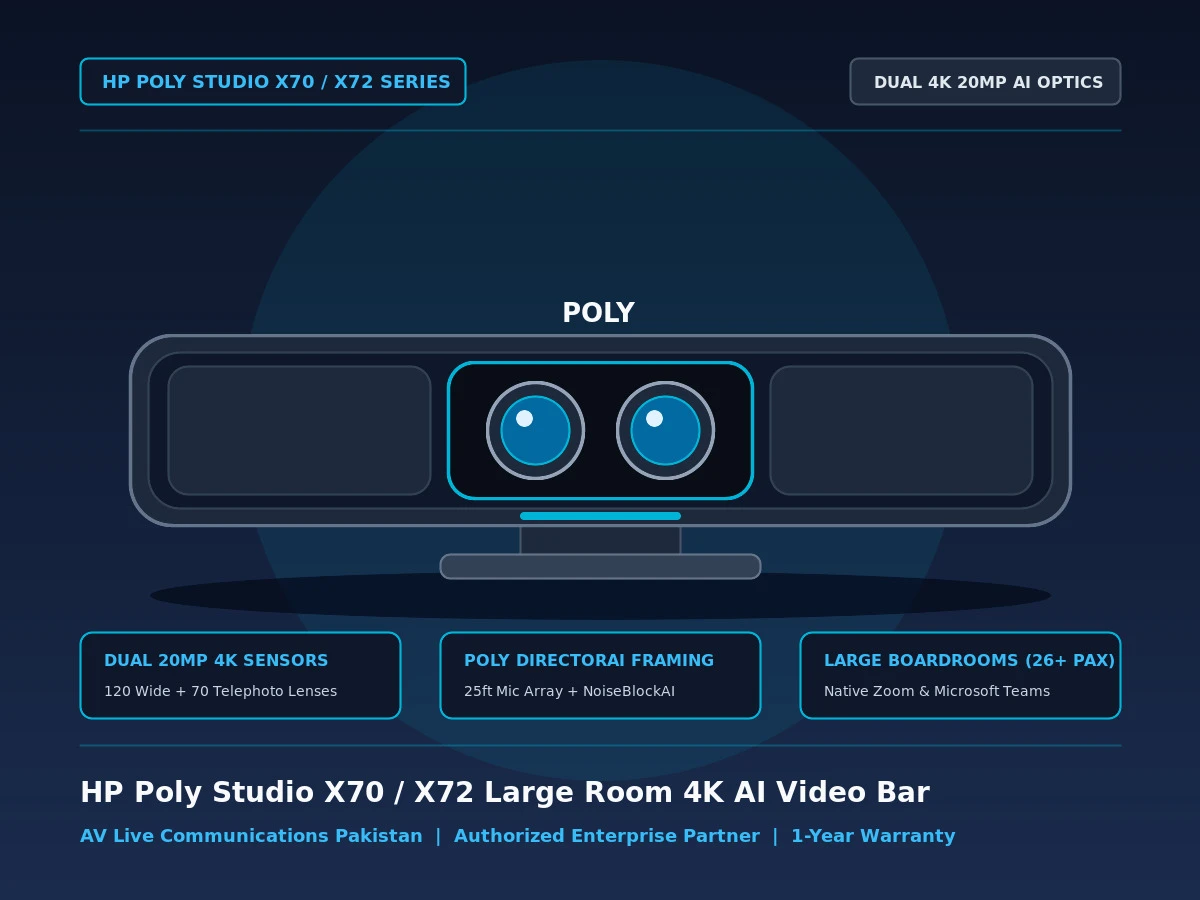 HP POLY STUDIO X70 / X72 SERIES
DUAL 4K 20MP AI OPTICS
POLY
DUAL 20MP 4K SENSORS
120 Wide + 70 Telephoto Lenses
POLY DIRECTORAI FRAMING
25ft Mic Array + NoiseBlockAI
LARGE BOARDROOMS (26+ PAX)
Native Zoom & Microsoft Teams
HP Poly Studio X70 / X72 Large Room 4K AI Video Bar
AV Live Communications Pakistan | Authorized Enterprise Partner | 1-Year Warranty